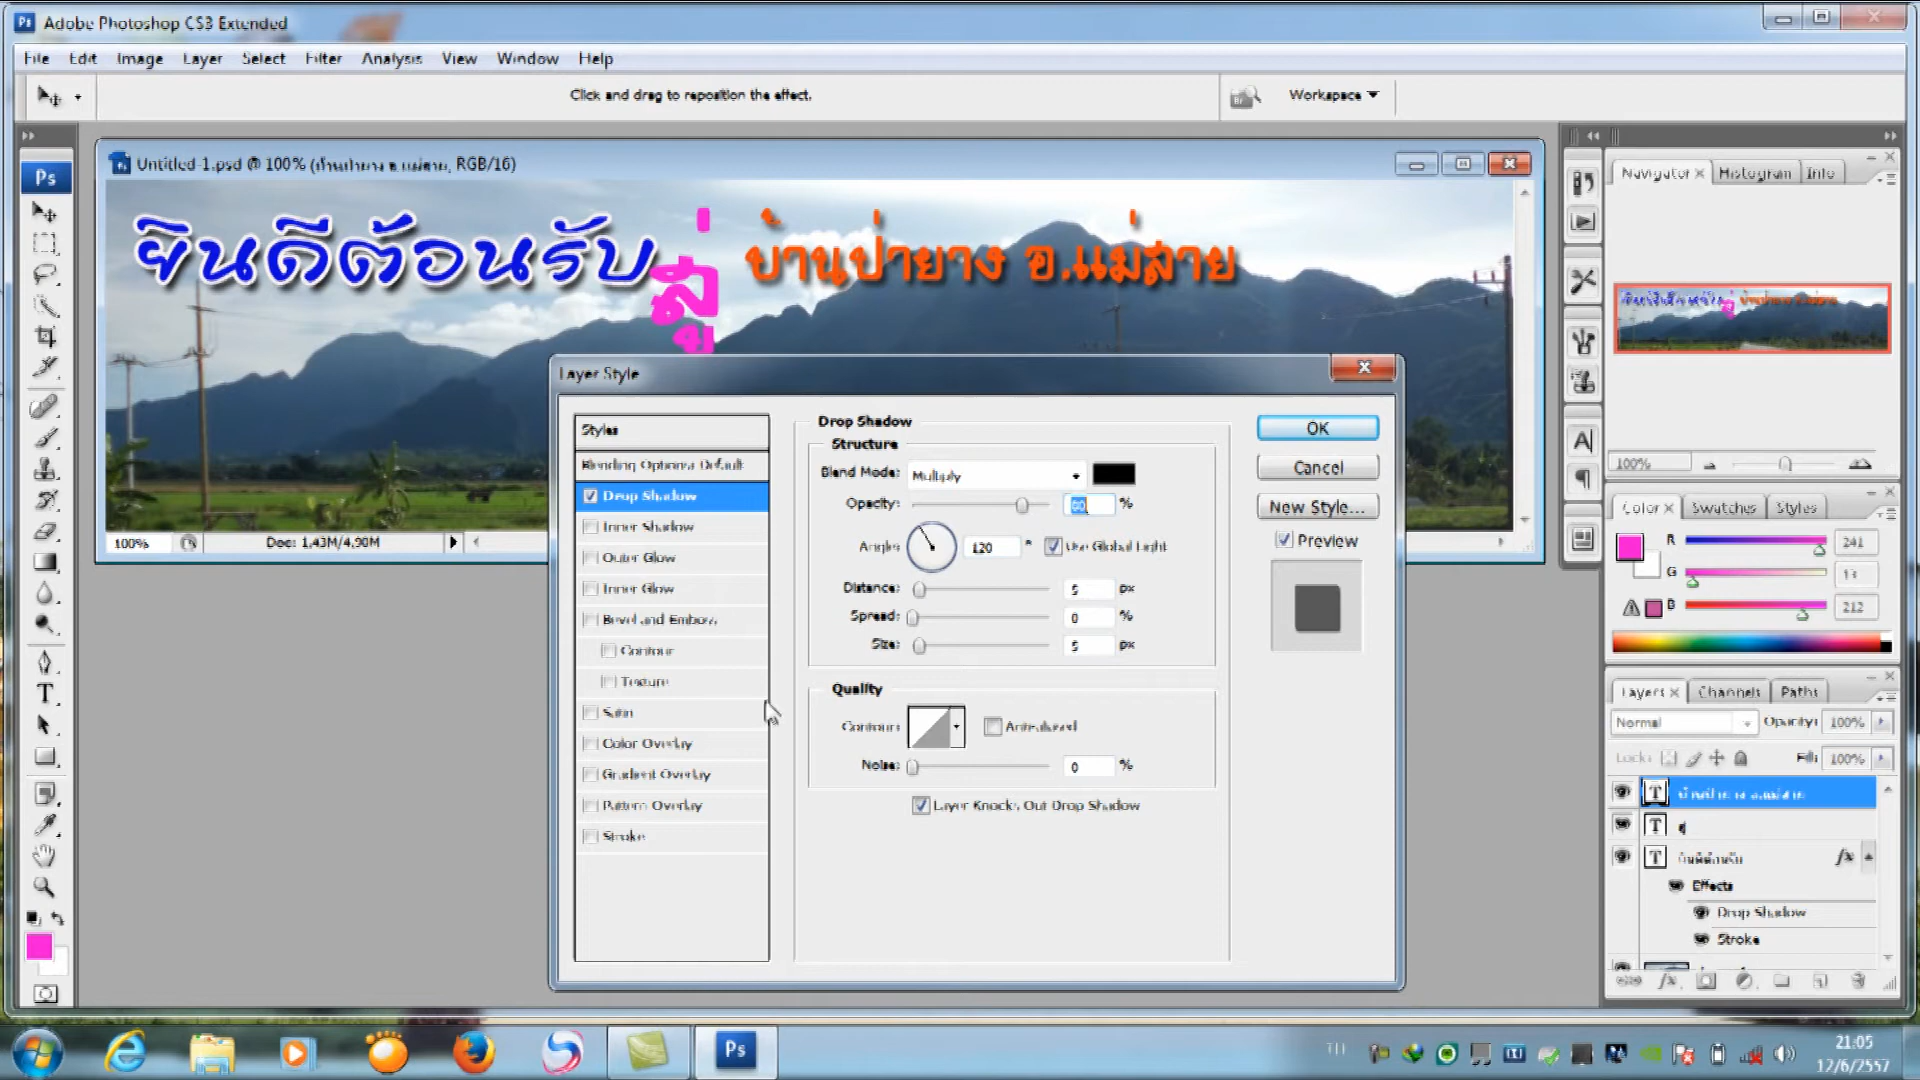 Adobe Photoshop CS3 Extended
File Edit Image Layer Select Filter Analysis View Window Help
Click and drag to reposition the effect.
Workspace
Untitled-1.psd @ 100% (บ้านป่ายาง อ.แม่สาย, RGB/16)
Navigator Histogram Info
ยินดีต้อนรับ สู่ บ้านป่ายาง อ.แม่สาย
100%
Layer Style
Styles
Blending Options: Default
Drop Shadow
Inner Shadow
Outer Glow
Inner Glow
Bevel and Emboss
Contour
Texture
Satin
Color Overlay
Gradient Overlay
Pattern Overlay
Stroke
Drop Shadow
Structure
Blend Mode: Multiply
Opacity: %
Angle: 120 ° Use Global Light
Distance: 5 px
Spread: 0 %
Size: 5 px
Quality
Contour: Anti-aliased
Noise: 0 %
Layer Knocks Out Drop Shadow
OK
Cancel
New Style...
Preview
100% Doc: 1.43M/4.90M
Color Swatches Styles
R 241
G 13
B 212
Layers Channels Paths
Normal Opacity: 100%
Lock: Fill: 100%
บ้านป่ายาง อ.แม่สาย
สู่
ยินดีต้อนรับ fx
Effects
Drop Shadow
Stroke
Ps
TH
21:05
12/6/2557